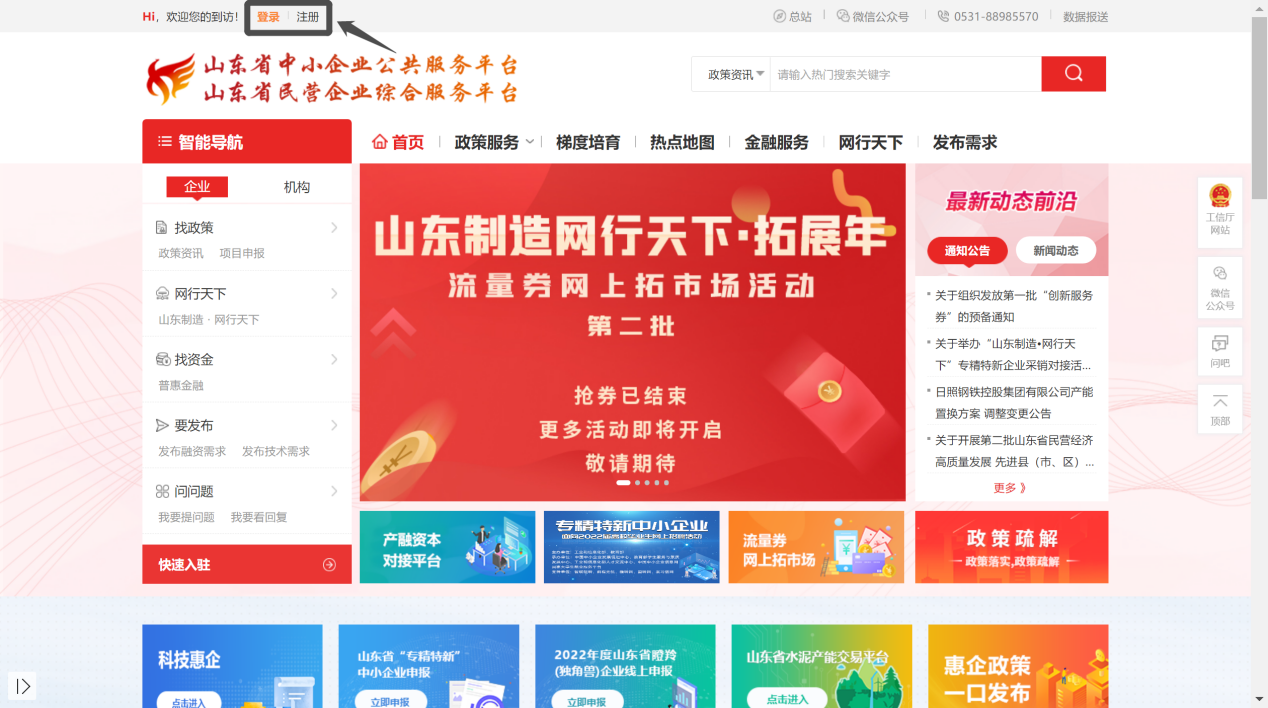 Hi，欢迎您的到访！ 登录 注册 总站 微信公众号 0531-88985570 数据报送
山东省中小企业公共服务平台
山东省民营企业综合服务平台
政策资讯 请输入热门搜索关键字
智能导航 首页 政策服务 梯度培育 热点地图 金融服务 网行天下 发布需求
企业 机构
找政策
政策资讯 项目申报
网行天下
山东制造·网行天下
找资金
普惠金融
要发布
发布融资需求 发布技术需求
问问题
我要提问题 我要看回复
快速入驻
山东制造网行天下·拓展年
流量券网上拓市场活动
第二批
抢券已结束
更多活动即将开启
敬请期待
最新动态前沿
通知公告 新闻动态
关于组织发放第一批“创新服务
券”的预备通知
关于举办“山东制造•网行天
下”专精特新企业采销对接活...
日照钢铁控股集团有限公司产能
置换方案 调整变更公告
关于开展第二批山东省民营经济
高质量发展 先进县（市、区）...
更多 》
工信厅
网站
微信
公众号
问吧
顶部
产融资本
对接平台
专精特新中小企业
面向2022届高校毕业生网上招聘活动
流量券
网上拓市场
政策疏解
政策落实,政策疏解
科技惠企
点击进入
山东省“专精特新”
中小企业申报
立即申报
2022年度山东省瞪羚
(独角兽)企业线上申报
立即申报
山东省水泥产能交易平台
点击进入
惠企政策
一口发布